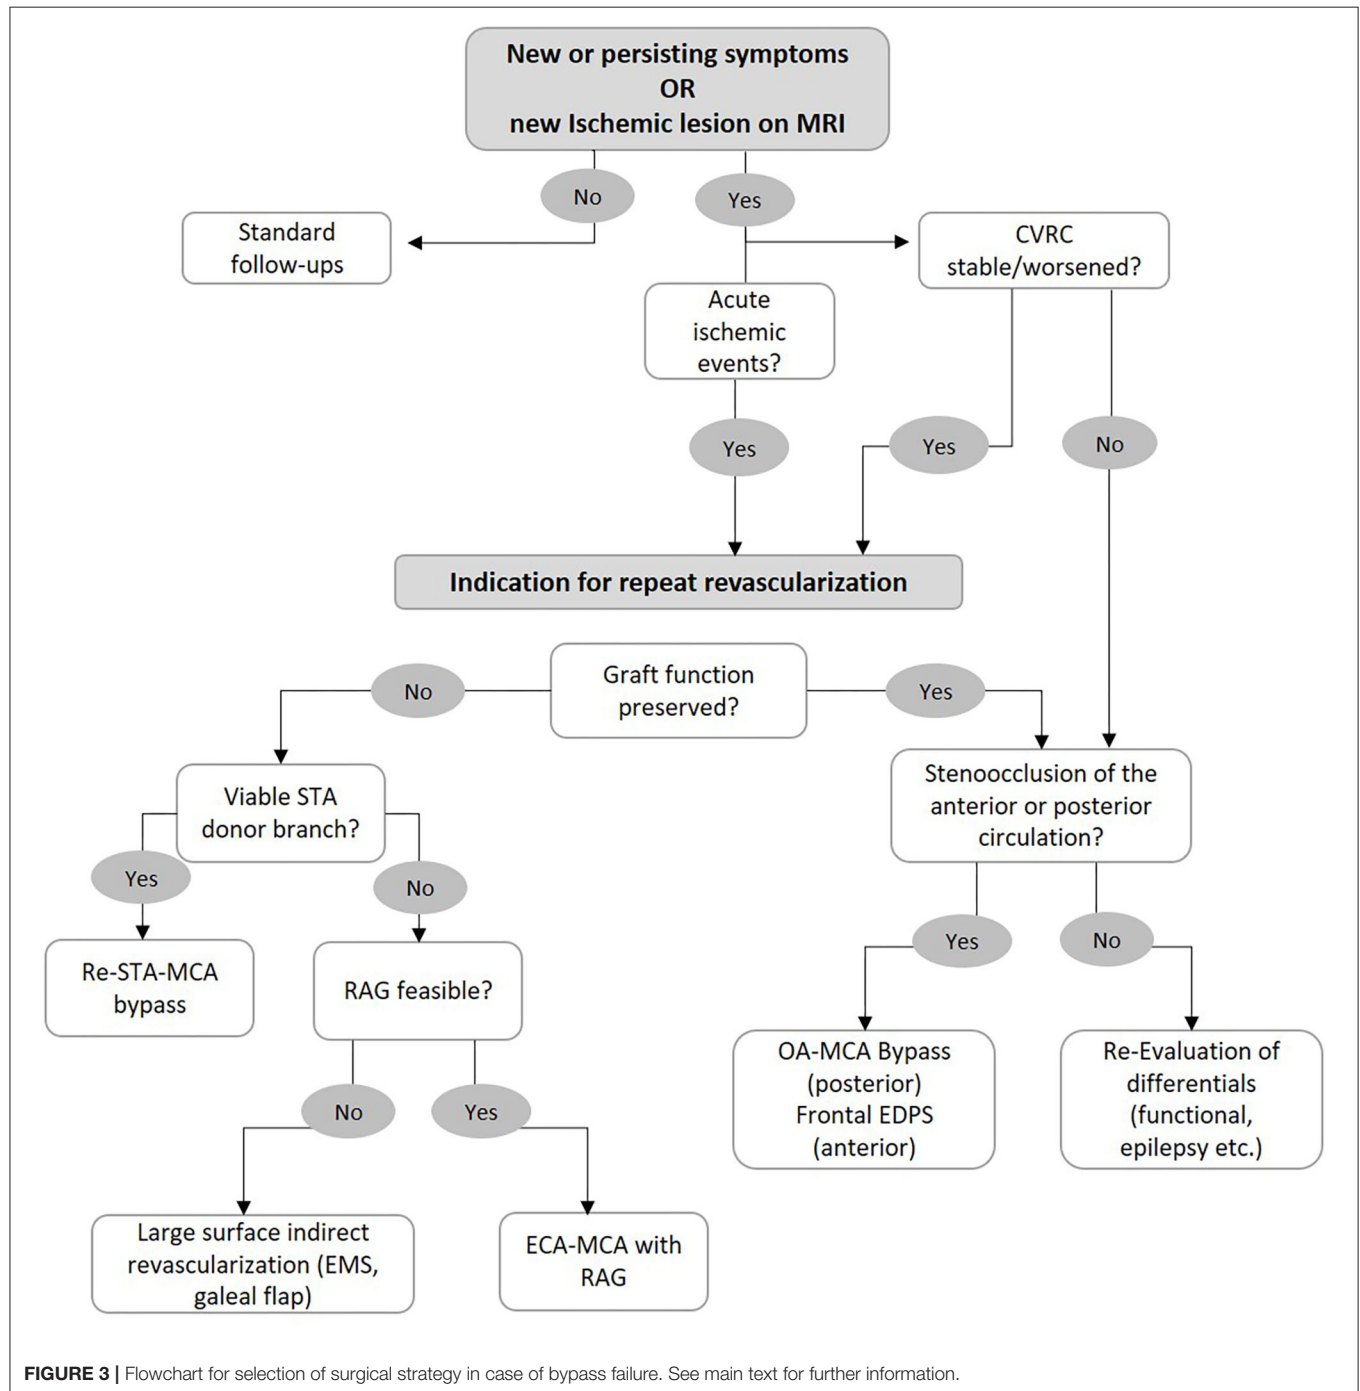 New or persisting symptoms
OR
new Ischemic lesion on MRI
No
Yes
Standard
follow-ups
CVRC
stable/worsened?
Acute
ischemic
events?
Yes
Yes
No
Indication for repeat revascularization
Graft function
preserved?
No
Yes
Viable STA
donor branch?
Stenoocclusion of the
anterior or posterior
circulation?
Yes
No
Yes
No
Re-STA-MCA
bypass
RAG feasible?
OA-MCA Bypass
(posterior)
Frontal EDPS
(anterior)
Re-Evaluation of
differentials
(functional,
epilepsy etc.)
No
Yes
Large surface indirect
revascularization (EMS,
galeal flap)
ECA-MCA with
RAG
FIGURE 3 | Flowchart for selection of surgical strategy in case of bypass failure. See main text for further information.